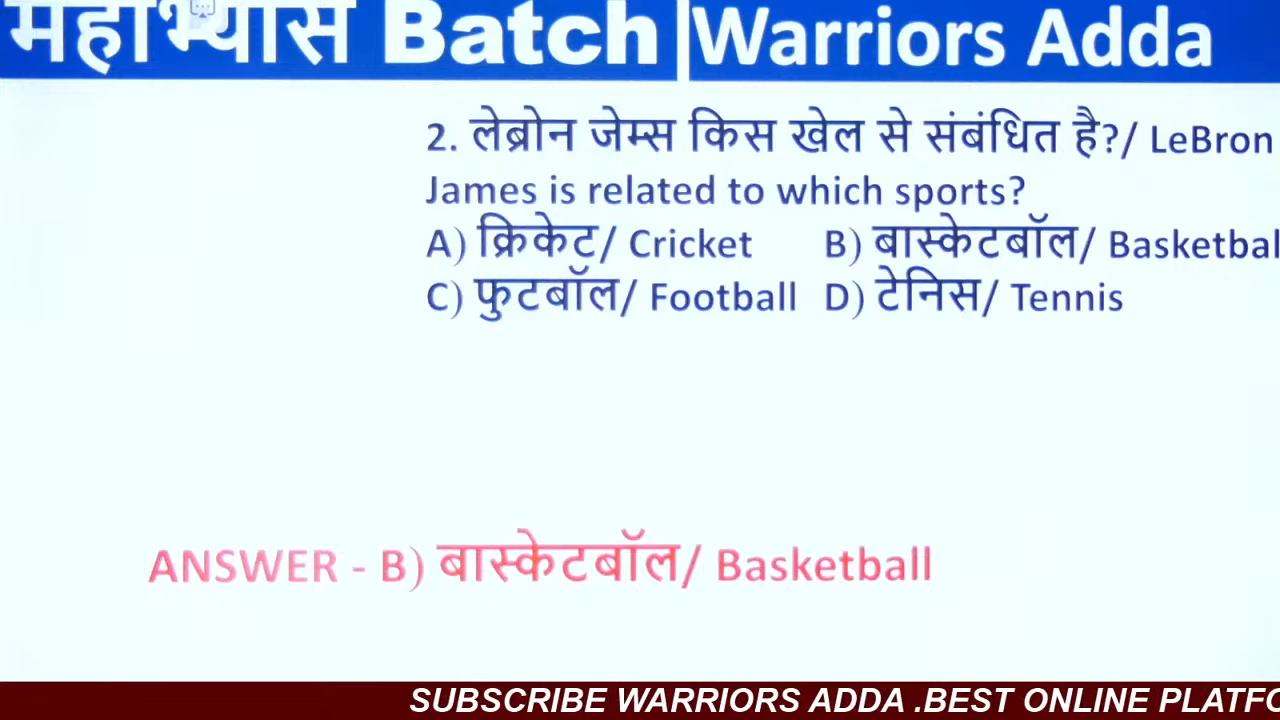 महाभ्यास Batch Warriors Adda
2. लेब्रोन जेम्स किस खेल से संबंधित है?/ LeBron
James is related to which sports?
A) क्रिकेट/ Cricket B) बास्केटबॉल/ Basketbal
C) फुटबॉल/ Football D) टेनिस/ Tennis
ANSWER - B) बास्केटबॉल/ Basketball
SUBSCRIBE WARRIORS ADDA .BEST ONLINE PLATFO